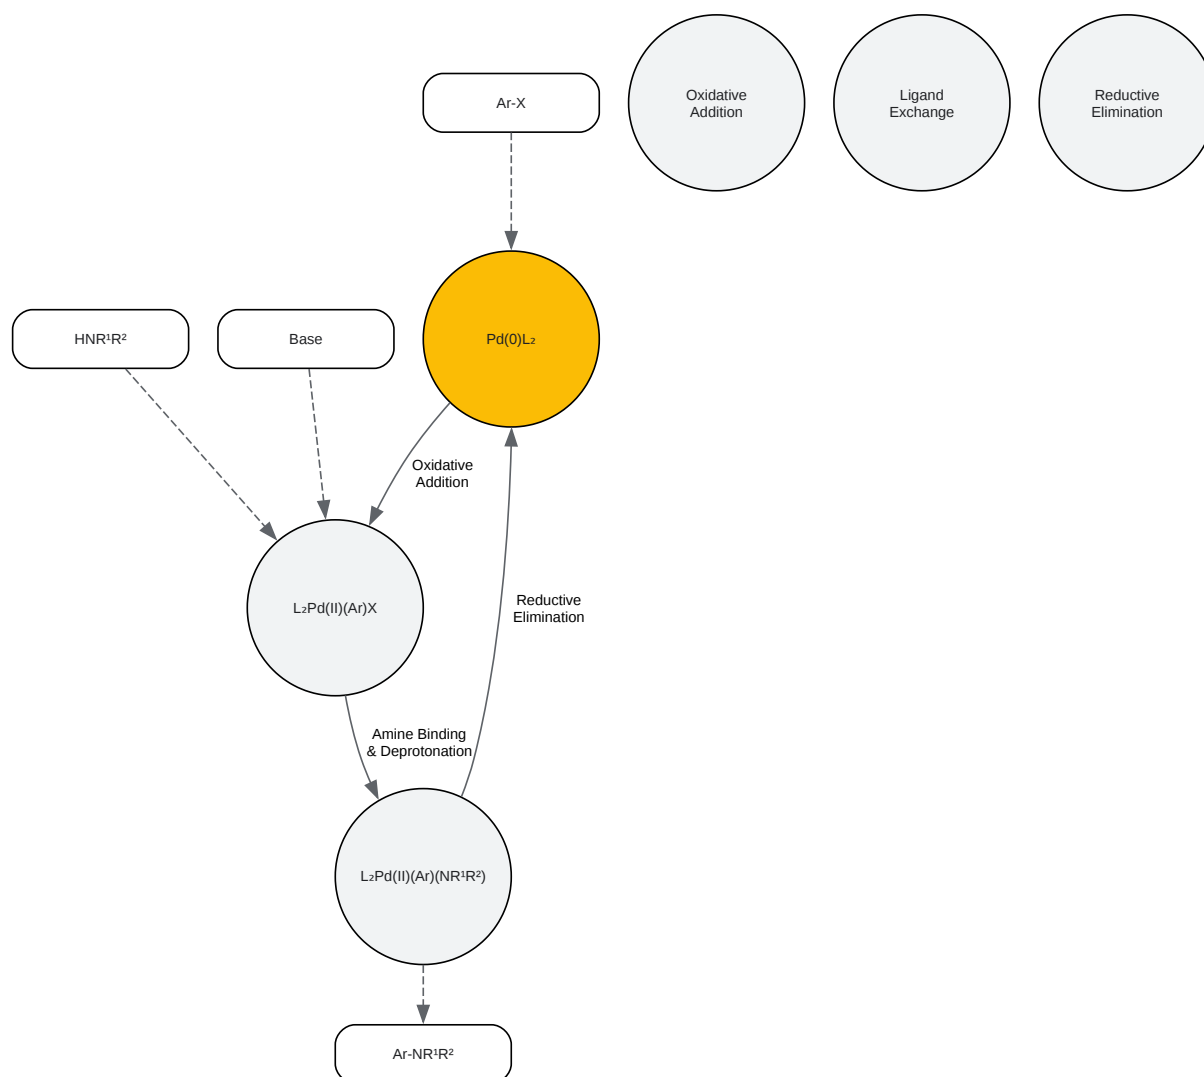 Ar-X
Oxidative
Addition
Ligand
Exchange
Reductive
Elimination
HNR¹R²
Base
Pd(0)L₂
Oxidative
Addition
L₂Pd(II)(Ar)X
Reductive
Elimination
Amine Binding
& Deprotonation
L₂Pd(II)(Ar)(NR¹R²)
Ar-NR¹R²